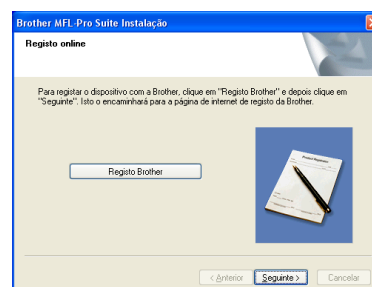 Brother MFL-Pro Suite Instalação
Registo online
Para registar o dispositivo com a Brother, clique em "Registo Brother" e depois clique em
"Seguinte". Isto o encaminhará para a página de internet de registo da Brother.
Registo Brother
< Anterior
Seguinte >
Cancelar